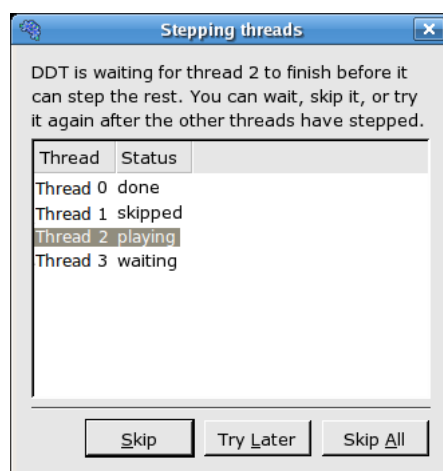 Stepping threads
DDT is waiting for thread 2 to finish before it
can step the rest. You can wait, skip it, or try
it again after the other threads have stepped.
Thread Status
Thread 0 done
Thread 1 skipped
Thread 2 playing
Thread 3 waiting
Skip Try Later Skip All